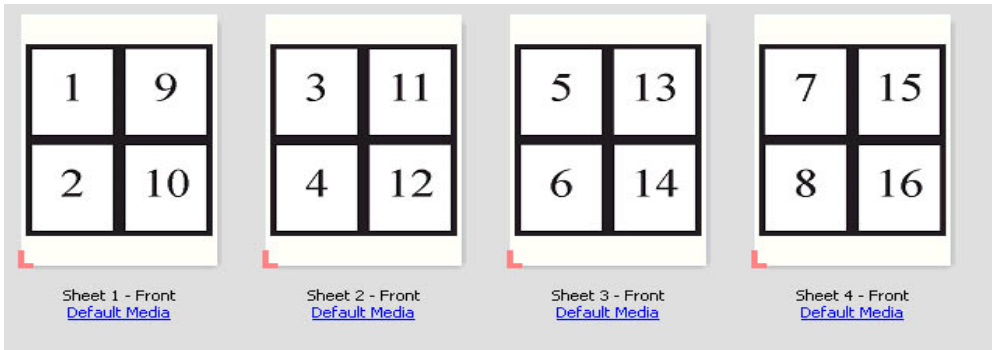 1 9
2 10
Sheet 1 - Front
Default Media
3 11
4 12
Sheet 2 - Front
Default Media
5 13
6 14
Sheet 3 - Front
Default Media
7 15
8 16
Sheet 4 - Front
Default Media